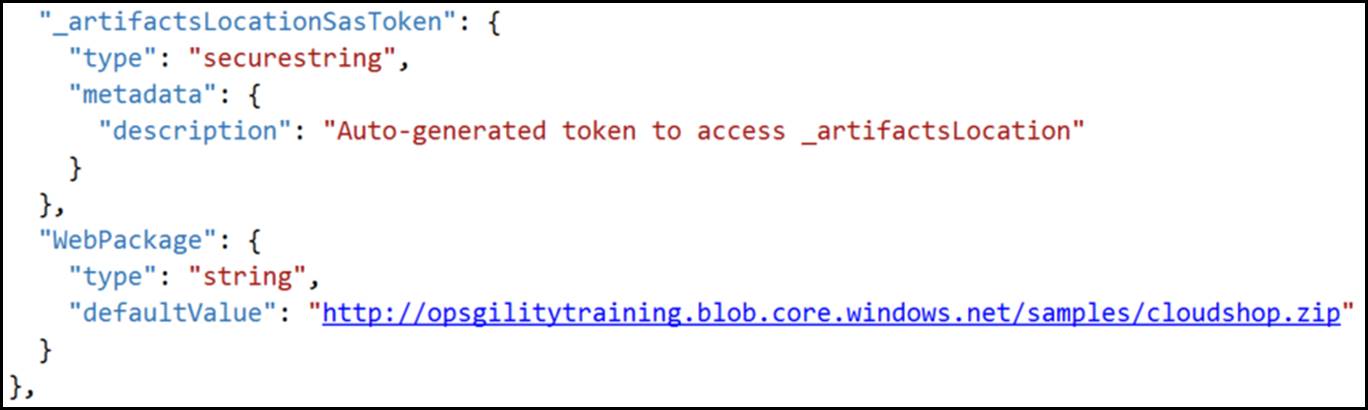 "_artifactsLocationSasToken": {
"type": "securestring",
"metadata": {
"description": "Auto-generated token to access _artifactsLocation"
}
},
"WebPackage": {
"type": "string",
"defaultValue": "http://opsgilitytraining.blob.core.windows.net/samples/cloudshop.zip"
}
},